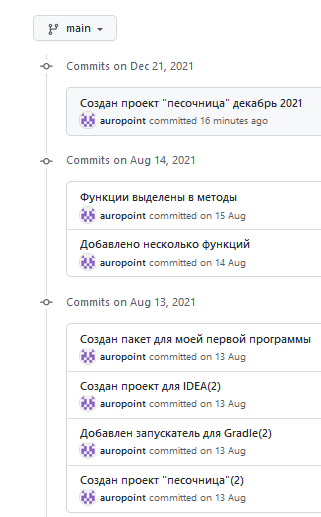 main
Commits on Dec 21, 2021
Создан проект "песочница" декабрь 2021
auropoint committed 16 minutes ago
Commits on Aug 14, 2021
Функции выделены в методы
auropoint committed on 15 Aug
Добавлено несколько функций
auropoint committed on 14 Aug
Commits on Aug 13, 2021
Создан пакет для моей первой программы
auropoint committed on 13 Aug
Создан проект для IDEA(2)
auropoint committed on 13 Aug
Добавлен запускатель для Gradle(2)
auropoint committed on 13 Aug
Создан проект "песочница"(2)
auropoint committed on 13 Aug